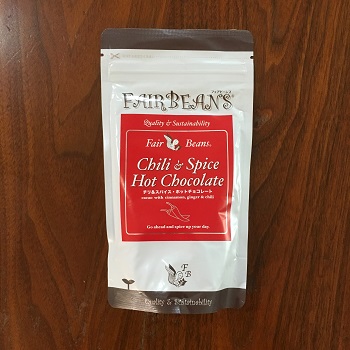 フェアビーンズ
FAIRBEANS®
Quality & Sustainability
Fair Beans®
Chili & Spice
Hot Chocolate
チリ&スパイス・ホットチョコレート
cacao with cinnamon, ginger & chili
Go ahead and spice up your day.
F
B
Quality & Sustainability